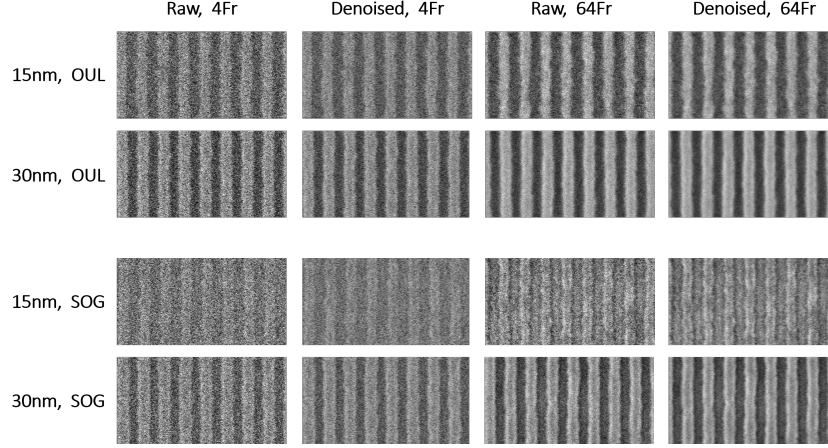 Raw, 4Fr Denoised, 4Fr Raw, 64Fr Denoised, 64Fr
15nm, OUL
30nm, OUL
15nm, SOG
30nm, SOG